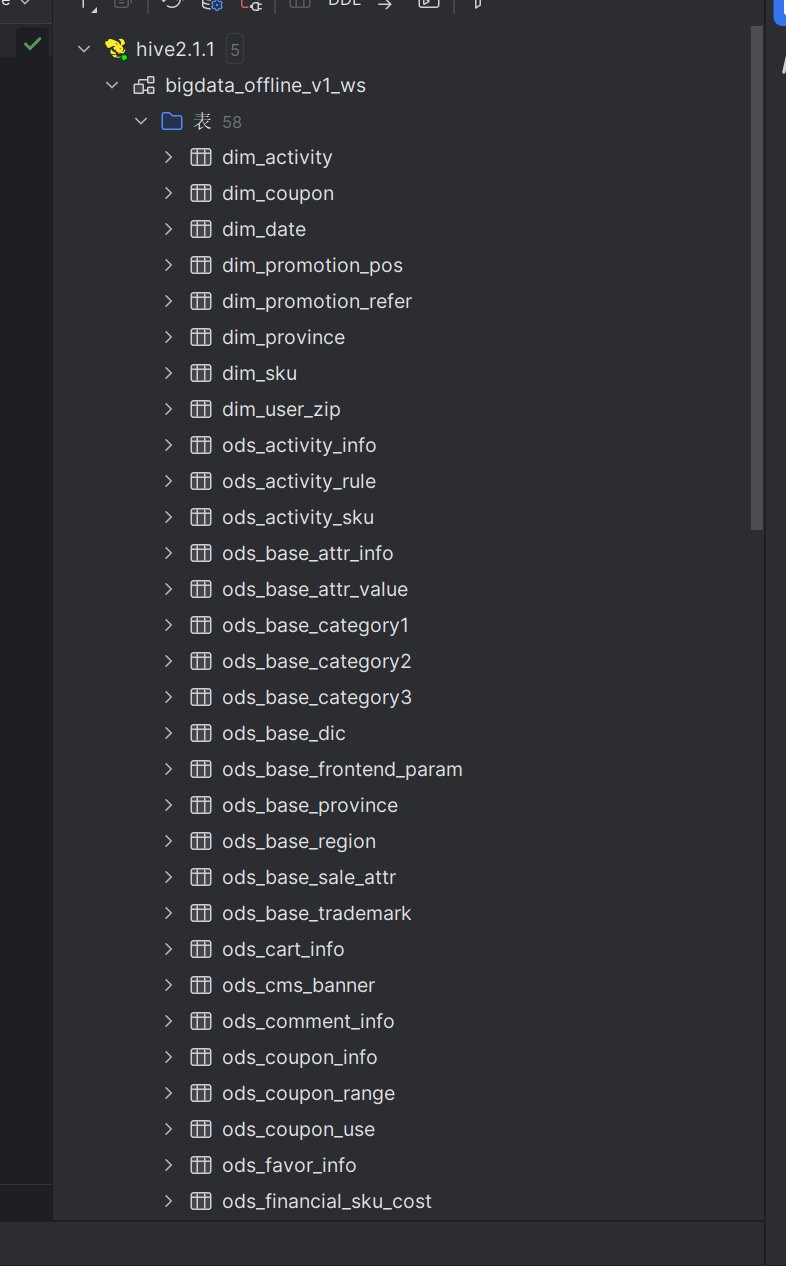 DDL
hive2.1.1 5
bigdata_offline_v1_ws
表 58
dim_activity
dim_coupon
dim_date
dim_promotion_pos
dim_promotion_refer
dim_province
dim_sku
dim_user_zip
ods_activity_info
ods_activity_rule
ods_activity_sku
ods_base_attr_info
ods_base_attr_value
ods_base_category1
ods_base_category2
ods_base_category3
ods_base_dic
ods_base_frontend_param
ods_base_province
ods_base_region
ods_base_sale_attr
ods_base_trademark
ods_cart_info
ods_cms_banner
ods_comment_info
ods_coupon_info
ods_coupon_range
ods_coupon_use
ods_favor_info
ods_financial_sku_cost